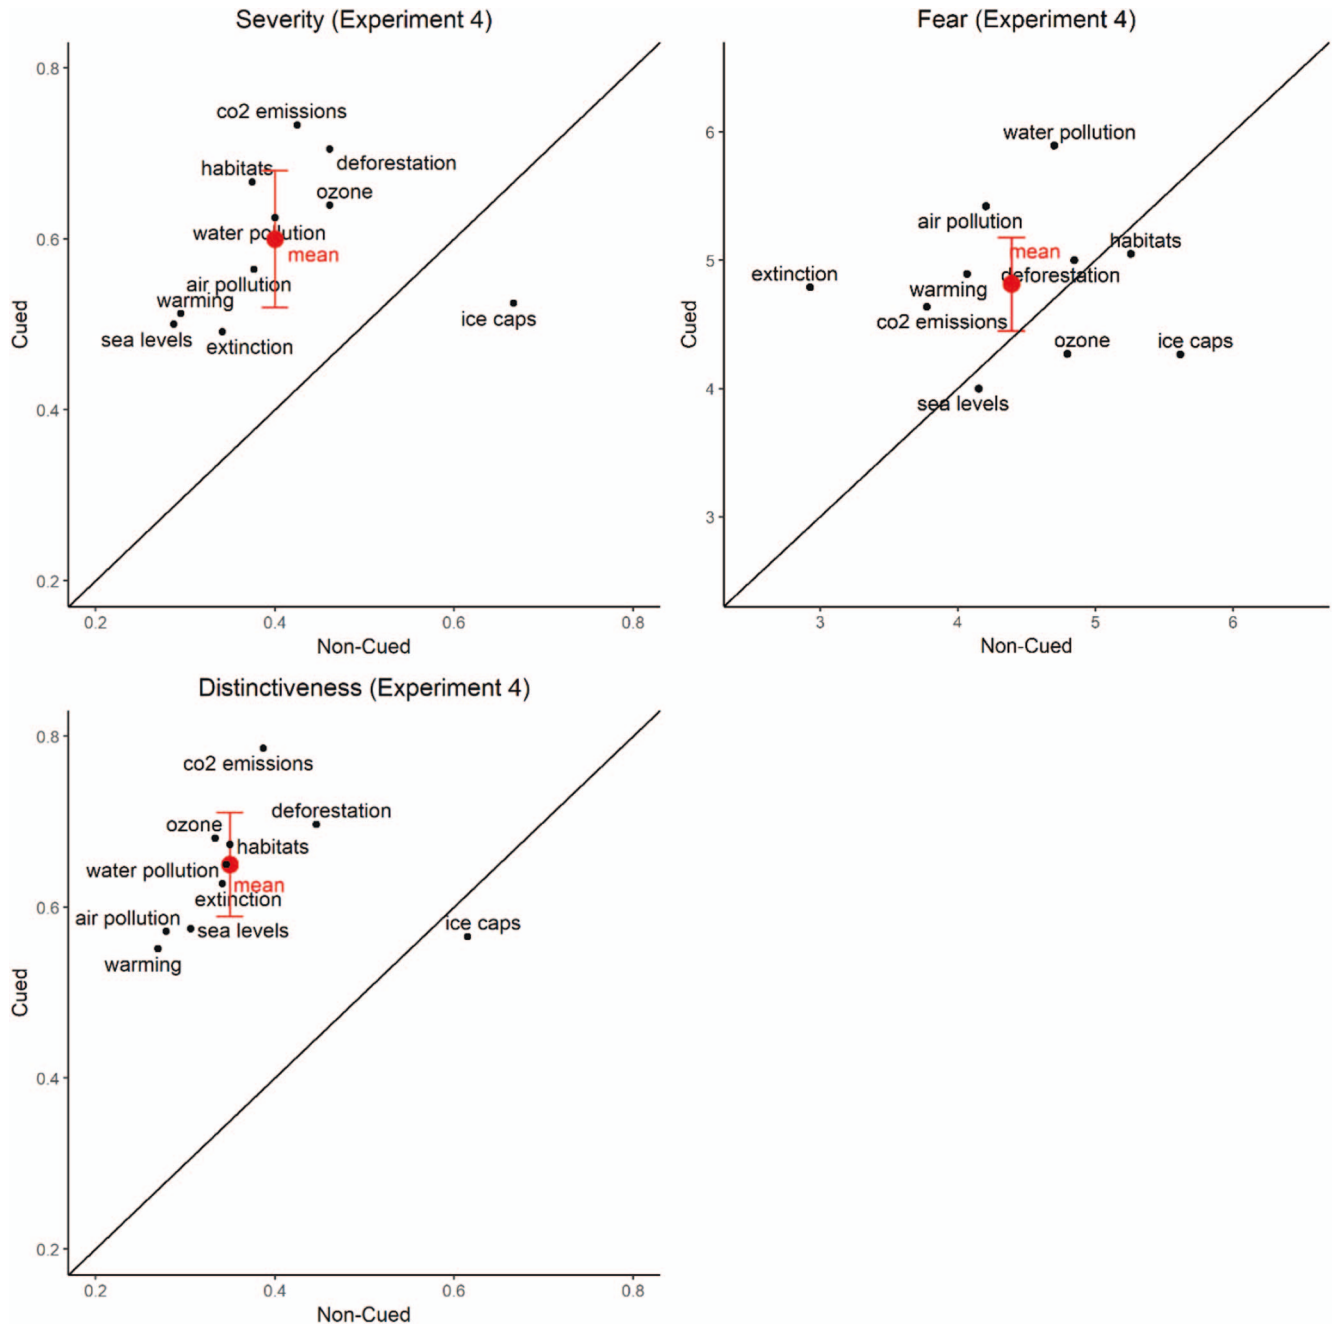 Severity (Experiment 4)
0.8
co2 emissions
deforestation
habitats
ozone
0.6
water pollution
mean
air pollution
warming
sea levels
extinction
ice caps
Cued
0.4
0.2
0.2 0.4 0.6 0.8
Non-Cued
Fear (Experiment 4)
6
water pollution
air pollution
habitats
mean
5
extinction
deforestation
warming
co2 emissions
ozone
ice caps
Cued
4
sea levels
3
3 4 5 6
Non-Cued
Distinctiveness (Experiment 4)
0.8
co2 emissions
deforestation
ozone
habitats
water pollution
mean
extinction
0.6
air pollution
sea levels
ice caps
warming
Cued
0.4
0.2
0.2 0.4 0.6 0.8
Non-Cued